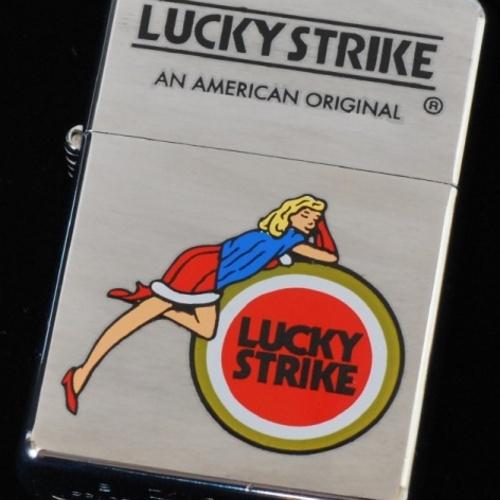 LUCKY STRIKE
AN AMERICAN ORIGINAL ®
LUCKY
STRIKE